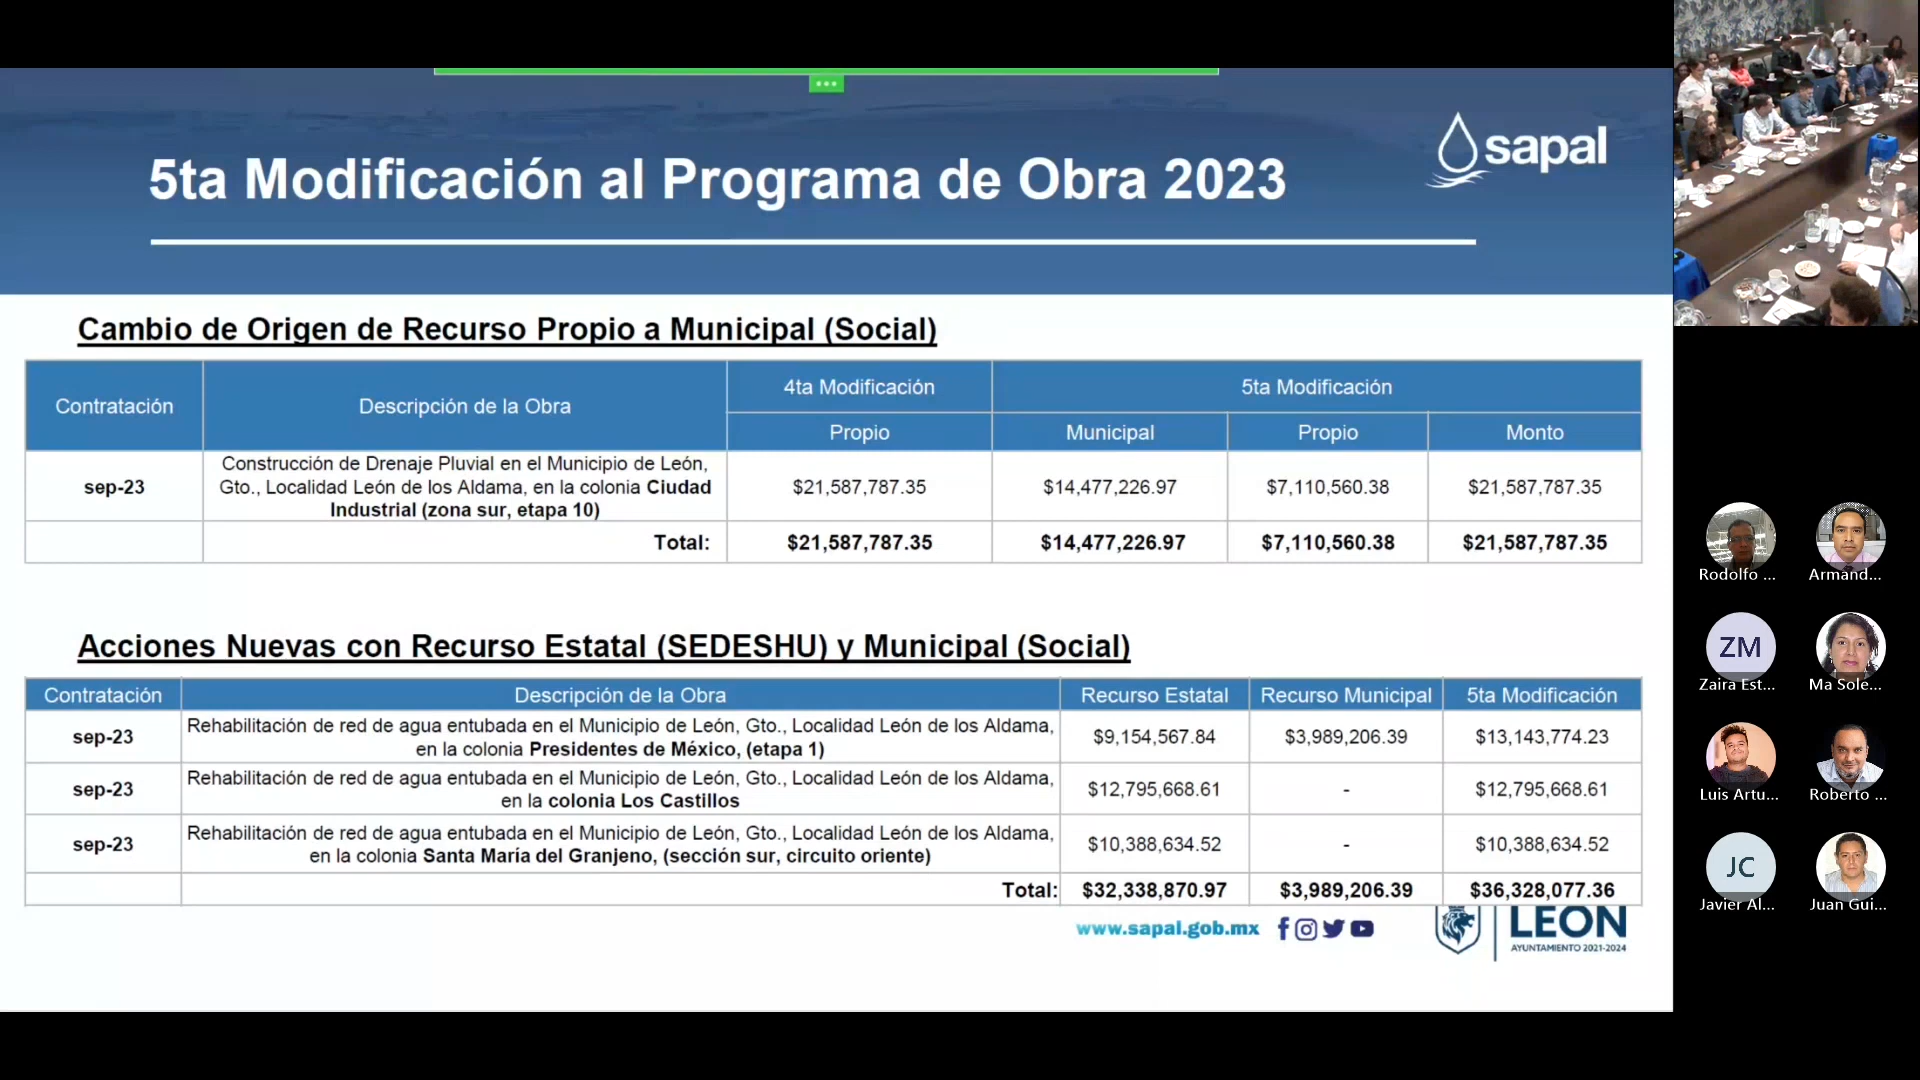 5ta Modificación al Programa de Obra 2023
sapal
Cambio de Origen de Recurso Propio a Municipal (Social)
Contratación
Descripción de la Obra
4ta Modificación
5ta Modificación
Propio
Municipal
Propio
Monto
sep-23
Construcción de Drenaje Pluvial en el Municipio de León,
Gto., Localidad León de los Aldama, en la colonia Ciudad
Industrial (zona sur, etapa 10)
$21,587,787.35
$14,477,226.97
$7,110,560.38
$21,587,787.35
Total:
$21,587,787.35
$14,477,226.97
$7,110,560.38
$21,587,787.35
Acciones Nuevas con Recurso Estatal (SEDESHU) y Municipal (Social)
Contratación
Descripción de la Obra
Recurso Estatal
Recurso Municipal
5ta Modificación
sep-23
Rehabilitación de red de agua entubada en el Municipio de León, Gto., Localidad León de los Aldama,
en la colonia Presidentes de México, (etapa 1)
$9,154,567.84
$3,989,206.39
$13,143,774.23
sep-23
Rehabilitación de red de agua entubada en el Municipio de León, Gto., Localidad León de los Aldama,
en la colonia Los Castillos
$12,795,668.61
-
$12,795,668.61
sep-23
Rehabilitación de red de agua entubada en el Municipio de León, Gto., Localidad León de los Aldama,
en la colonia Santa María del Granjeno, (sección sur, circuito oriente)
$10,388,634.52
-
$10,388,634.52
Total:
$32,338,870.97
$3,989,206.39
$36,328,077.36
www.sapal.gob.mx
LEÓN
AYUNTAMIENTO 2021-2024
Rodolfo ...
Armand...
ZM
Zaira Est...
Ma Sole...
Luis Artu...
Roberto ...
JC
Javier Al...
Juan Gui...